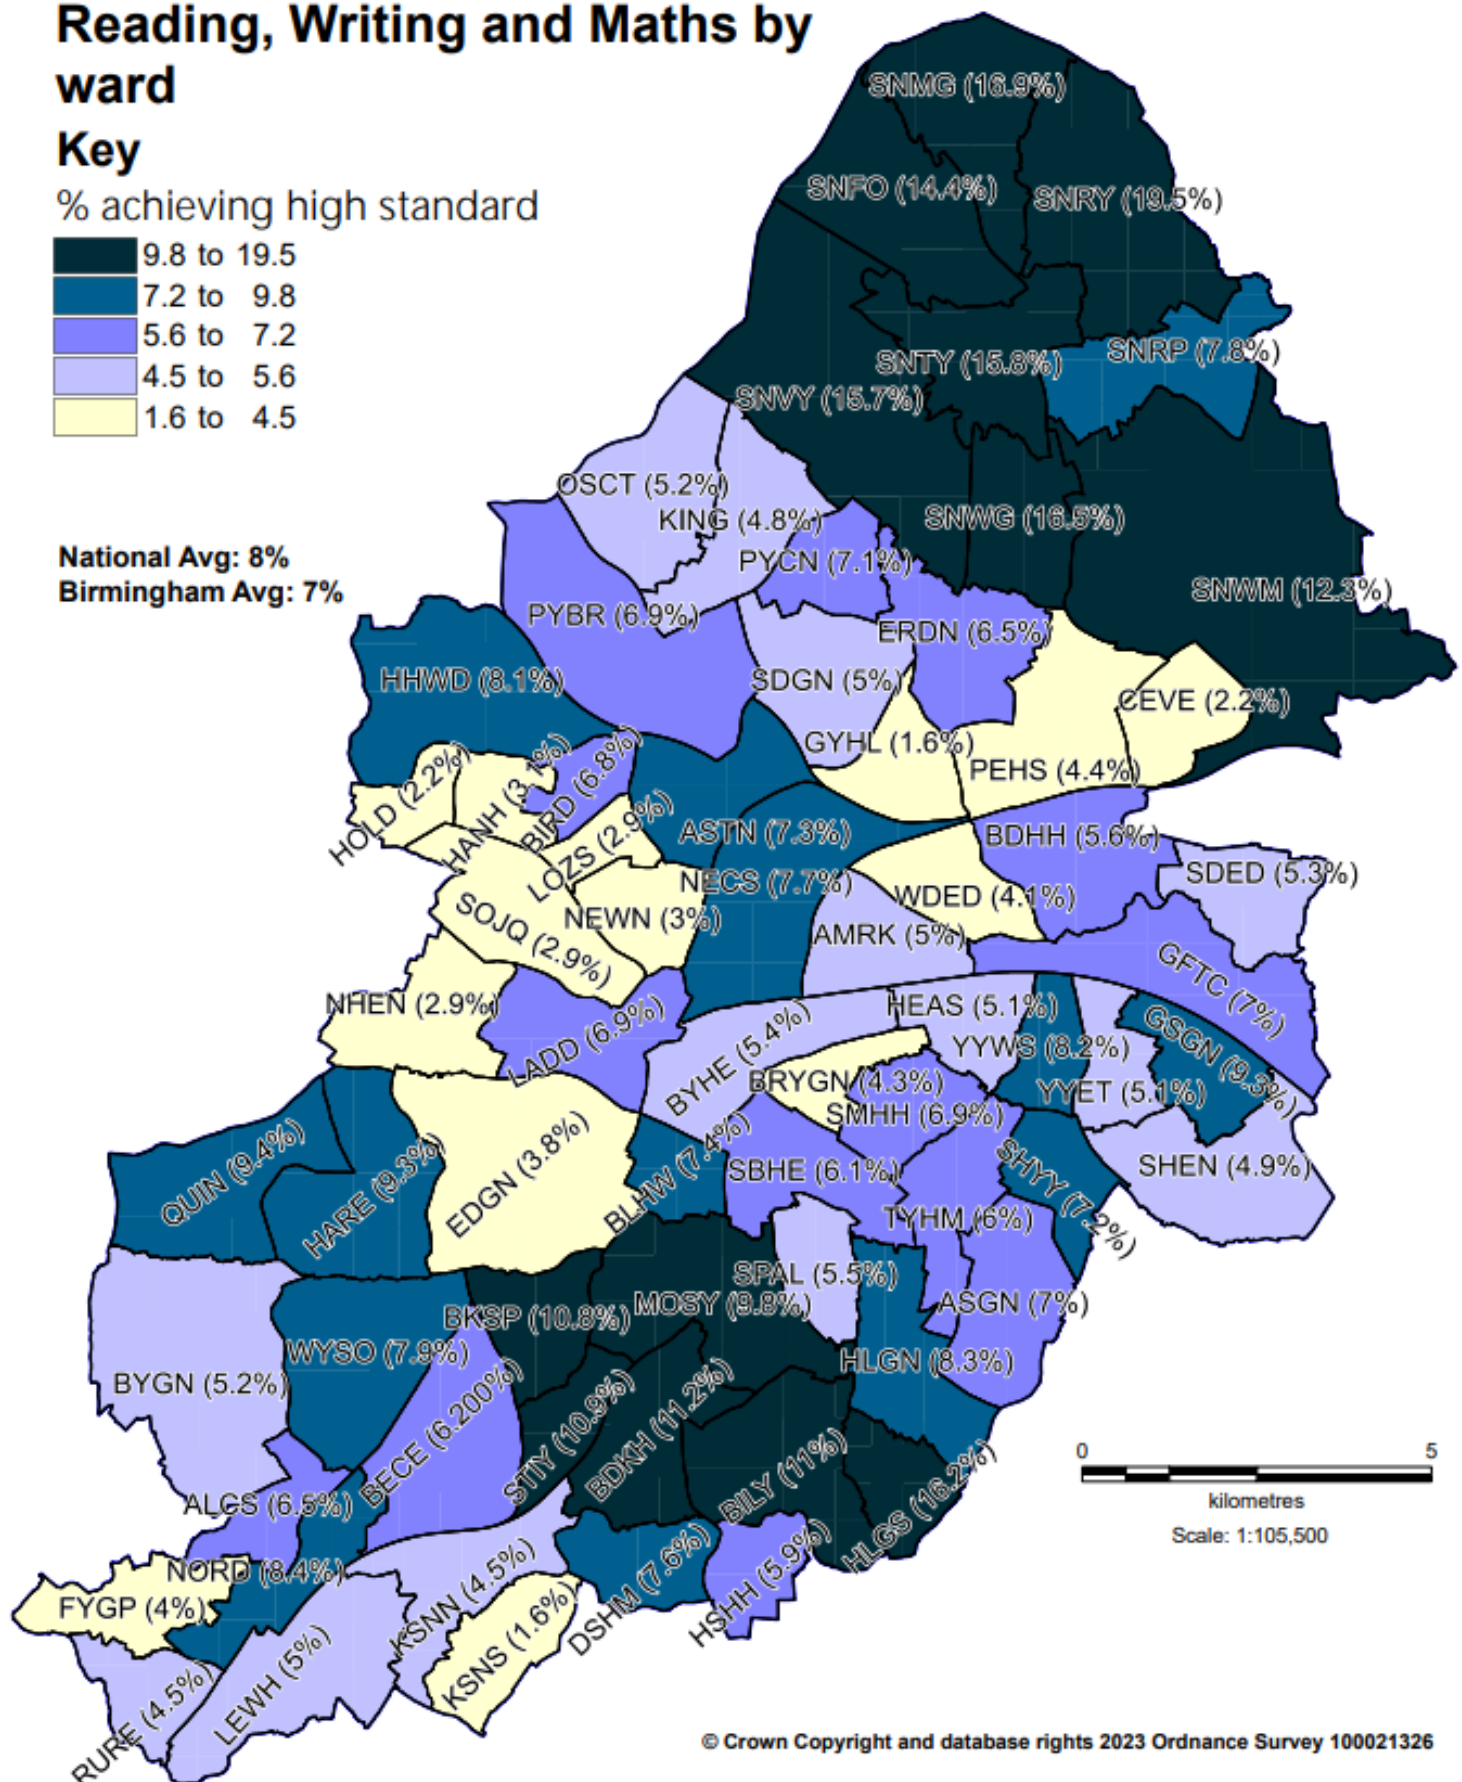 Reading, Writing and Maths by
ward
Key
% achieving high standard
9.8 to 19.5
7.2 to 9.8
5.6 to 7.2
4.5 to 5.6
1.6 to 4.5
National Avg: 8%
Birmingham Avg: 7%
SNMG (16.9%)
SNFO (14.4%)
SNRY (19.5%)
SNTY (15.8%)
SNRP (7.8%)
SNVY (15.7%)
OSCT (5.2%)
KING (4.8%)
SNWG (16.5%)
PYCN (7.1%)
SNWM (12.3%)
PYBR (6.9%)
ERDN (6.5%)
HHWD (8.1%)
SDGN (5%)
CEVE (2.2%)
GYHL (1.6%)
PEHS (4.4%)
HOLD (2.2%)
HANH (3.1%)
BIRD (6.8%)
LOZS (2.9%)
ASTN (7.3%)
BDHH (5.6%)
SDED (5.3%)
NECS (7.7%)
WDED (4.1%)
SOJQ (2.9%)
NEWN (3%)
AMRK (5%)
GFTC (7%)
NHEN (2.9%)
LADD (6.9%)
HEAS (5.1%)
BYHE (5.4%)
YYWS (8.2%)
GSGN (9.3%)
BRYGN (4.3%)
YYET (5.1%)
SMHH (6.9%)
QUIN (9.4%)
HARE (9.3%)
EDGN (3.8%)
BLHW (7.4%)
SBHE (6.1%)
SHYY (7.2%)
SHEN (4.9%)
TYHM (6%)
SPAL (5.5%)
BKSP (10.8%)
MOSY (9.8%)
ASGN (7%)
WYSO (7.9%)
HLGN (8.3%)
BYGN (5.2%)
BECE (6.200%)
STIY (10.9%)
BDKH (11.2%)
BILY (11%)
HLGS (16.2%)
ALCS (6.5%)
NORD (8.4%)
FYGP (4%)
KSNN (4.5%)
DSHM (7.6%)
HSHH (5.9%)
KSNS (1.6%)
LEWH (5%)
RURE (4.5%)
0 5
kilometres
Scale: 1:105,500
© Crown Copyright and database rights 2023 Ordnance Survey 100021326